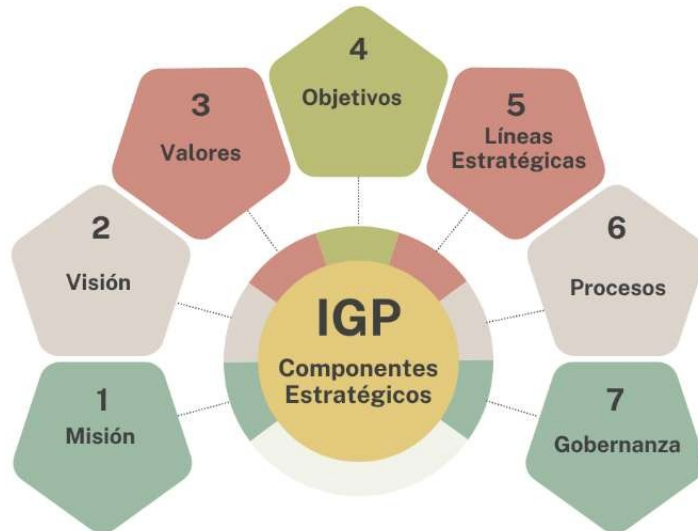 1
Misión
2
Visión
3
Valores
4
Objetivos
5
Líneas
Estratégicas
6
Procesos
7
Gobernanza
IGP
Componentes
Estratégicos